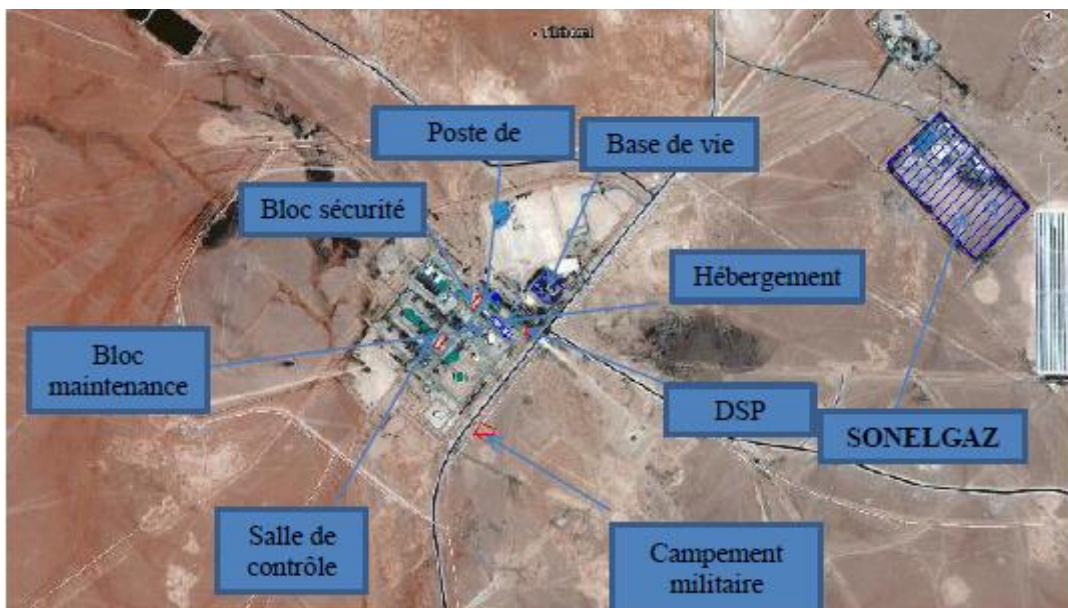 Poste de
Base de vie
Bloc sécurité
Hébergement
Bloc
maintenance
DSP
SONELGAZ
Salle de
contrôle
Campement
militaire